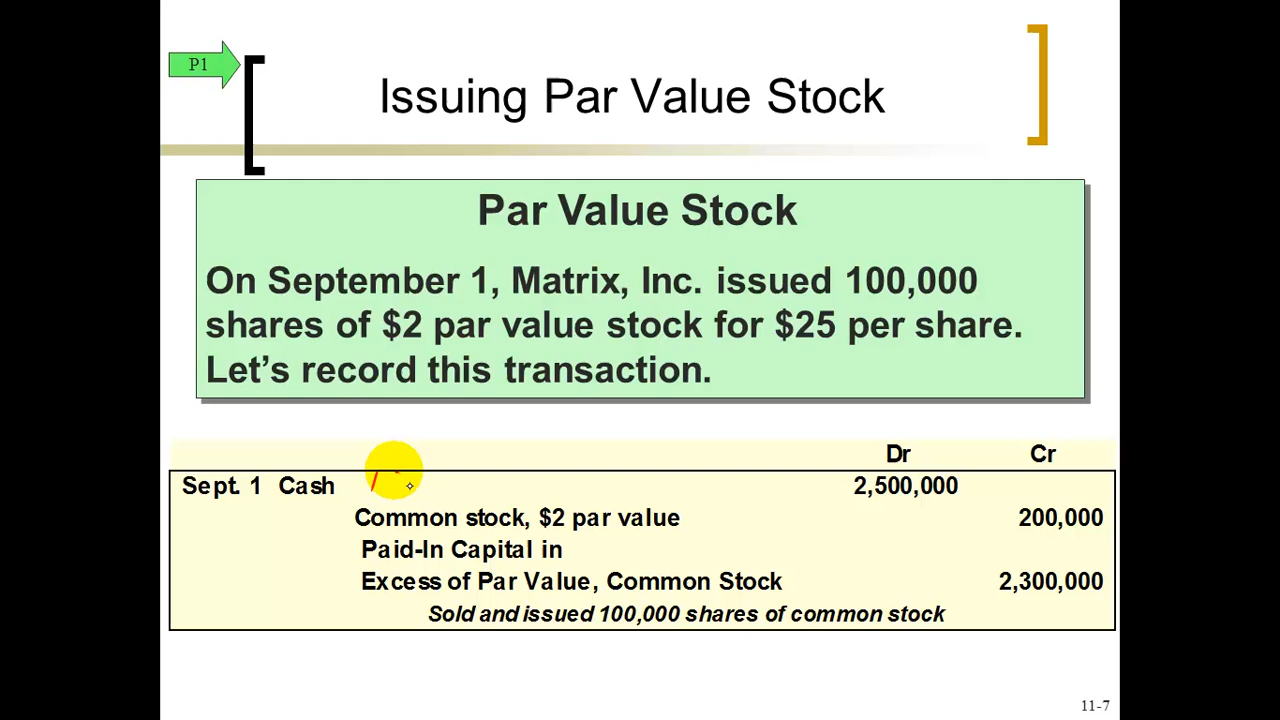 P1
Issuing Par Value Stock
Par Value Stock
On September 1, Matrix, Inc. issued 100,000
shares of $2 par value stock for $25 per share.
Let’s record this transaction.
Dr Cr
Sept. 1 Cash 2,500,000
Common stock, $2 par value 200,000
Paid-In Capital in
Excess of Par Value, Common Stock 2,300,000
Sold and issued 100,000 shares of common stock
11-7